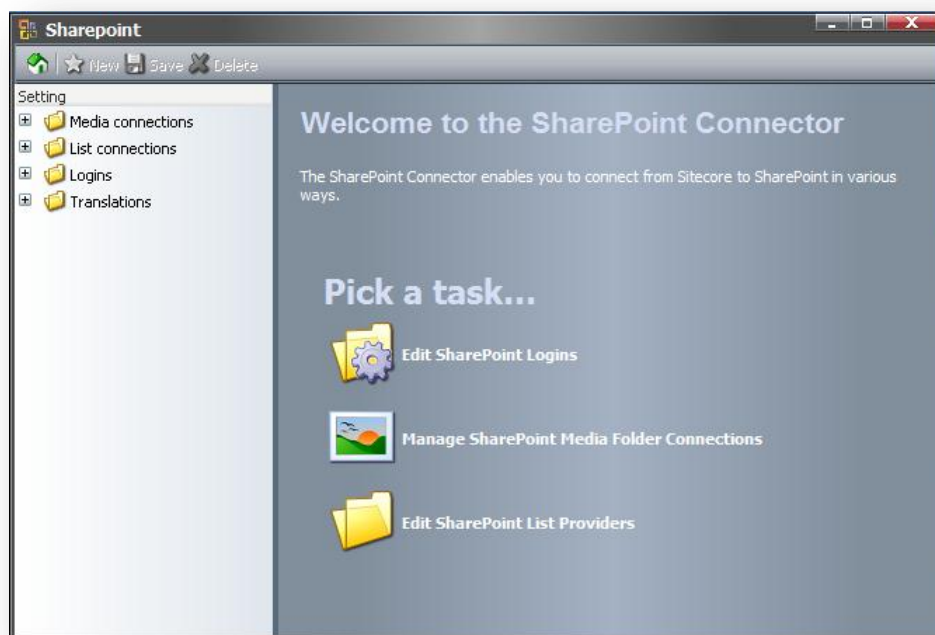 Sharepoint
New Save Delete
Setting
Media connections
List connections
Logins
Translations
Welcome to the SharePoint Connector
The SharePoint Connector enables you to connect from Sitecore to SharePoint in various
ways.
Pick a task...
Edit SharePoint Logins
Manage SharePoint Media Folder Connections
Edit SharePoint List Providers